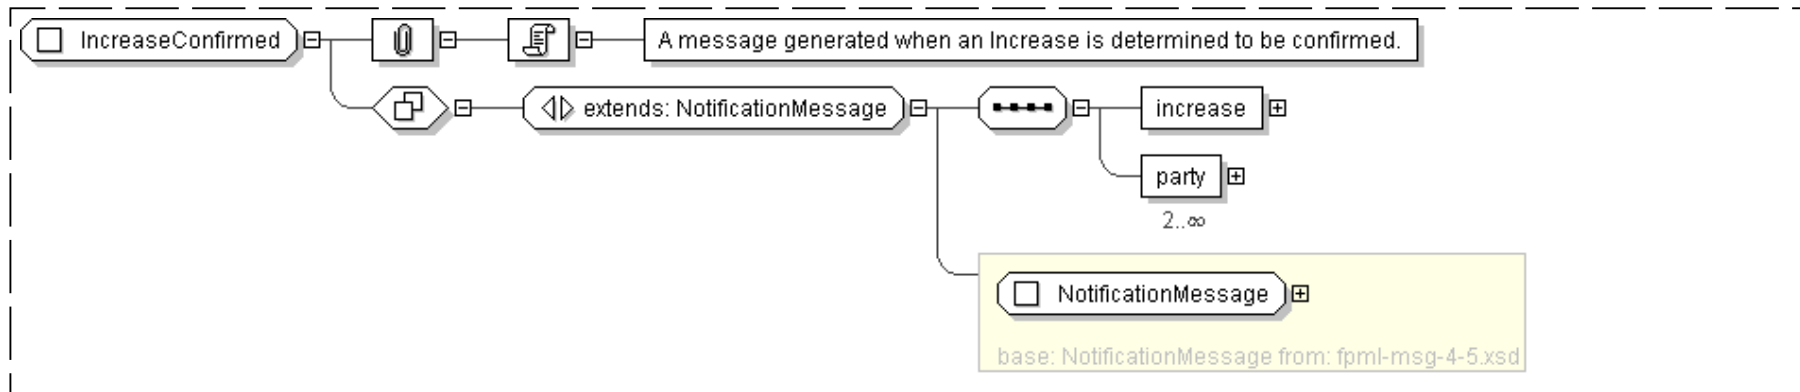 IncreaseConfirmed
A message generated when an Increase is determined to be confirmed.
extends: NotificationMessage
increase
party
2..∞
NotificationMessage
base: NotificationMessage from: fpml-msg-4-5.xsd